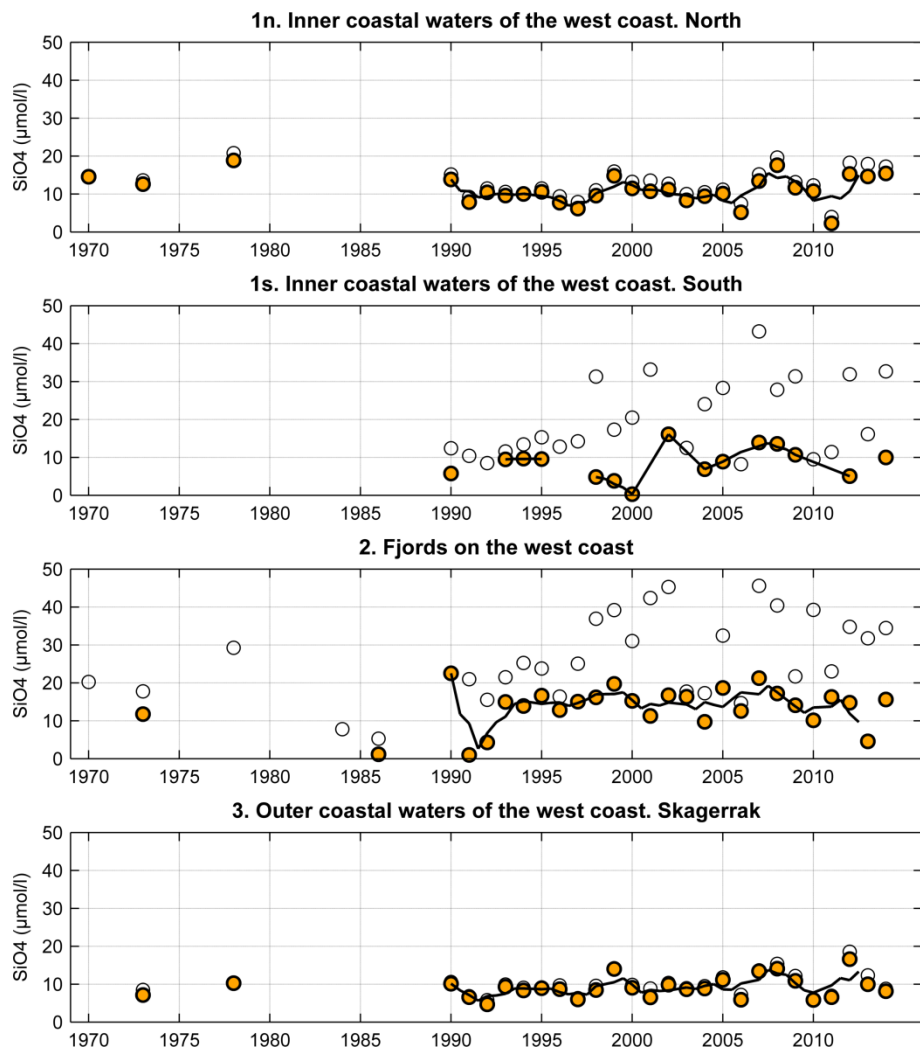 1n. Inner coastal waters of the west coast. North
SiO4 (µmol/l)
50
40
30
20
10
0
1970 1975 1980 1985 1990 1995 2000 2005 2010
1s. Inner coastal waters of the west coast. South
SiO4 (µmol/l)
50
40
30
20
10
0
1970 1975 1980 1985 1990 1995 2000 2005 2010
2. Fjords on the west coast
SiO4 (µmol/l)
50
40
30
20
10
0
1970 1975 1980 1985 1990 1995 2000 2005 2010
3. Outer coastal waters of the west coast. Skagerrak
SiO4 (µmol/l)
50
40
30
20
10
0
1970 1975 1980 1985 1990 1995 2000 2005 2010